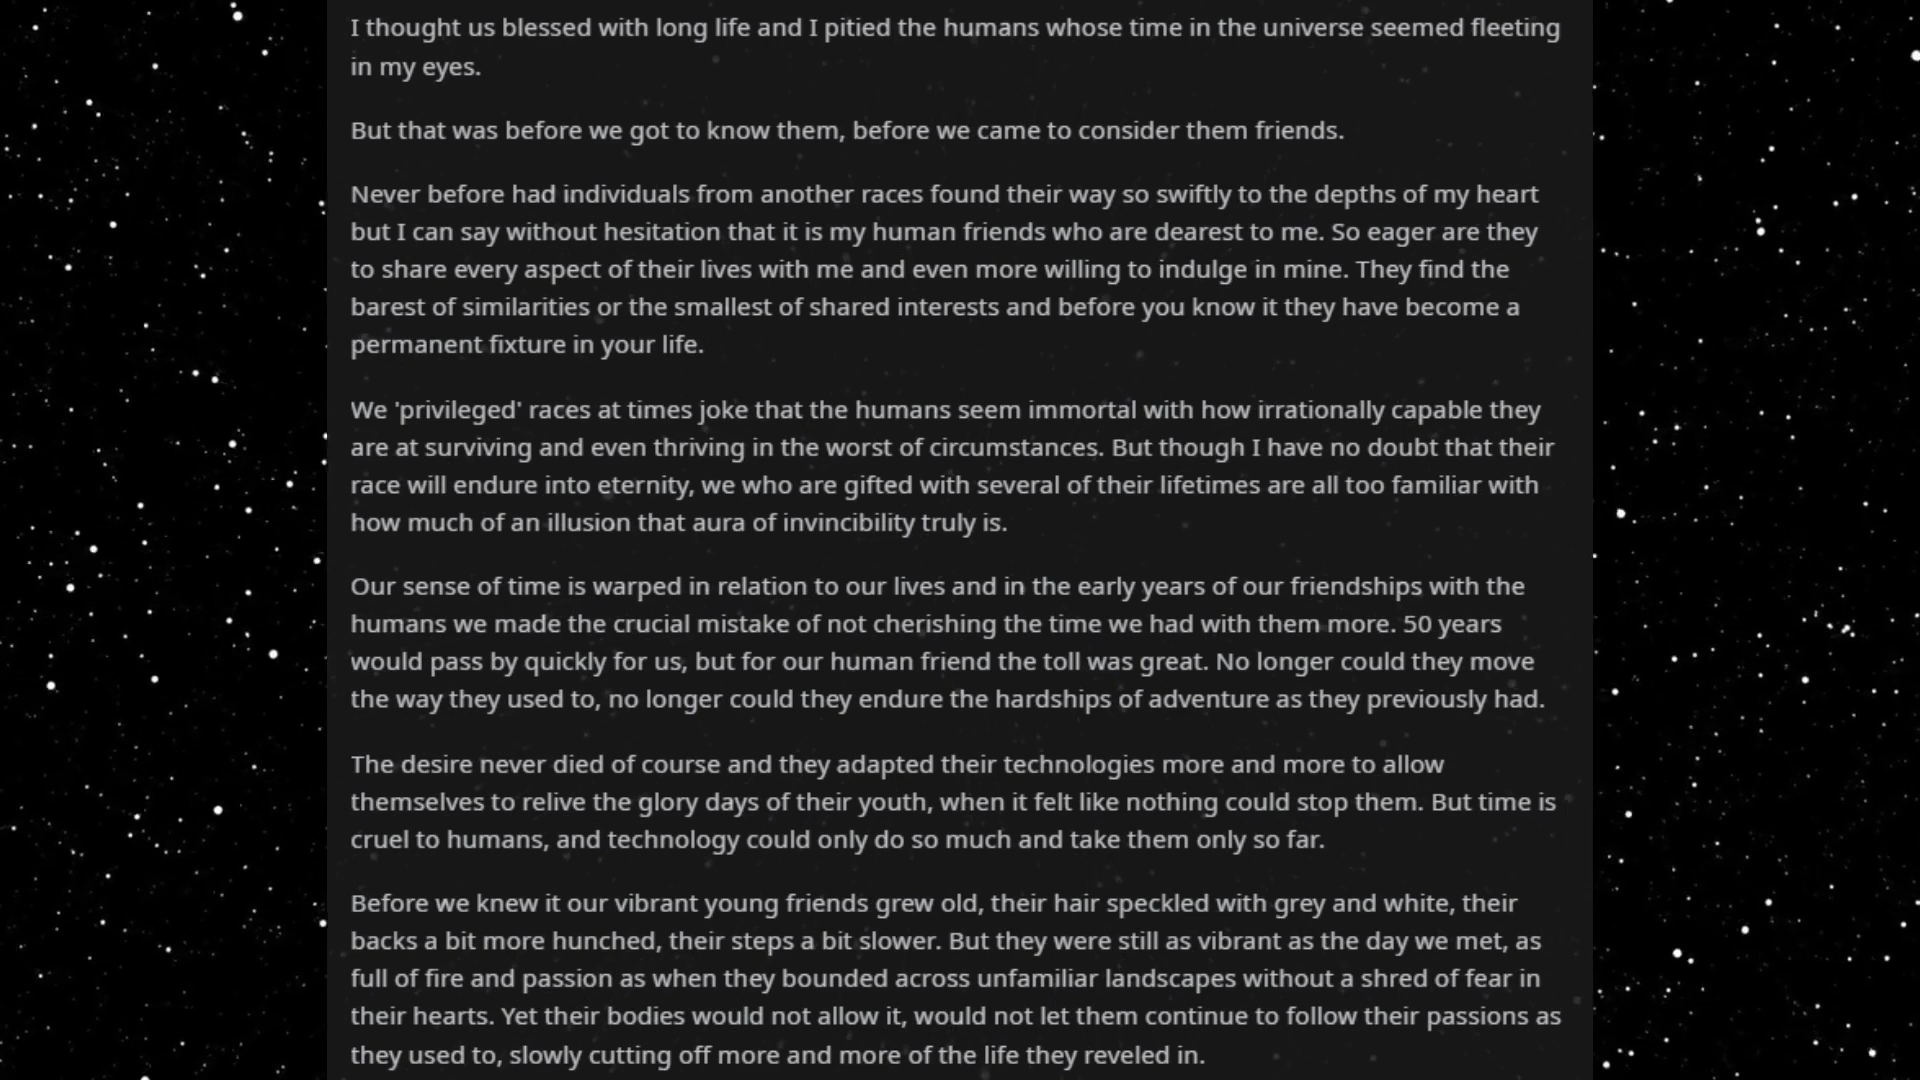 I thought us blessed with long life and I pitied the humans whose time in the universe seemed fleeting
in my eyes.
But that was before we got to know them, before we came to consider them friends.
Never before had individuals from another races found their way so swiftly to the depths of my heart
but I can say without hesitation that it is my human friends who are dearest to me. So eager are they
to share every aspect of their lives with me and even more willing to indulge in mine. They find the
barest of similarities or the smallest of shared interests and before you know it they have become a
permanent fixture in your life.
We 'privileged' races at times joke that the humans seem immortal with how irrationally capable they
are at surviving and even thriving in the worst of circumstances. But though I have no doubt that their
race will endure into eternity, we who are gifted with several of their lifetimes are all too familiar with
how much of an illusion that aura of invincibility truly is.
Our sense of time is warped in relation to our lives and in the early years of our friendships with the
humans we made the crucial mistake of not cherishing the time we had with them more. 50 years
would pass by quickly for us, but for our human friend the toll was great. No longer could they move
the way they used to, no longer could they endure the hardships of adventure as they previously had.
The desire never died of course and they adapted their technologies more and more to allow
themselves to relive the glory days of their youth, when it felt like nothing could stop them. But time is
cruel to humans, and technology could only do so much and take them only so far.
Before we knew it our vibrant young friends grew old, their hair speckled with grey and white, their
backs a bit more hunched, their steps a bit slower. But they were still as vibrant as the day we met, as
full of fire and passion as when they bounded across unfamiliar landscapes without a shred of fear in
their hearts. Yet their bodies would not allow it, would not let them continue to follow their passions as
they used to, slowly cutting off more and more of the life they reveled in.